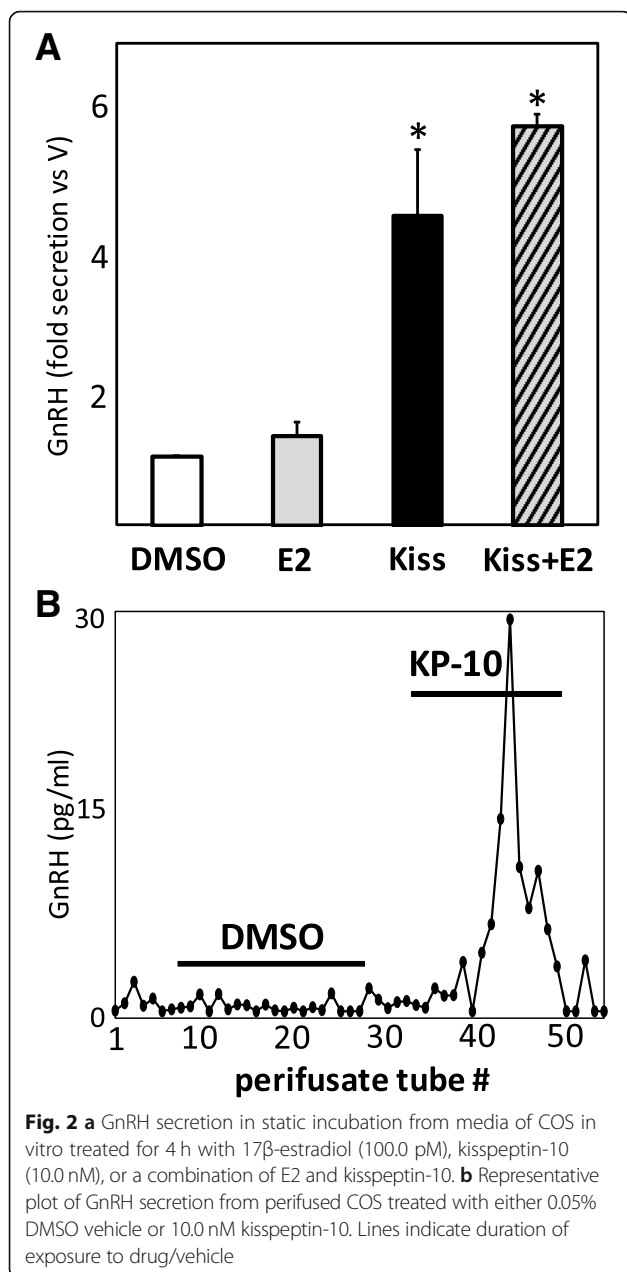 A
GnRH (fold secretion vs V)
6
4
2
* *
DMSO E2 Kiss Kiss+E2
B
GnRH (pg/ml)
30
15
0
KP-10
DMSO
1 10 20 30 40 50
perifusate tube #
Fig. 2 a GnRH secretion in static incubation from media of COS in
vitro treated for 4 h with 17β-estradiol (100.0 pM), kisspeptin-10
(10.0 nM), or a combination of E2 and kisspeptin-10. b Representative
plot of GnRH secretion from perifused COS treated with either 0.05%
DMSO vehicle or 10.0 nM kisspeptin-10. Lines indicate duration of
exposure to drug/vehicle